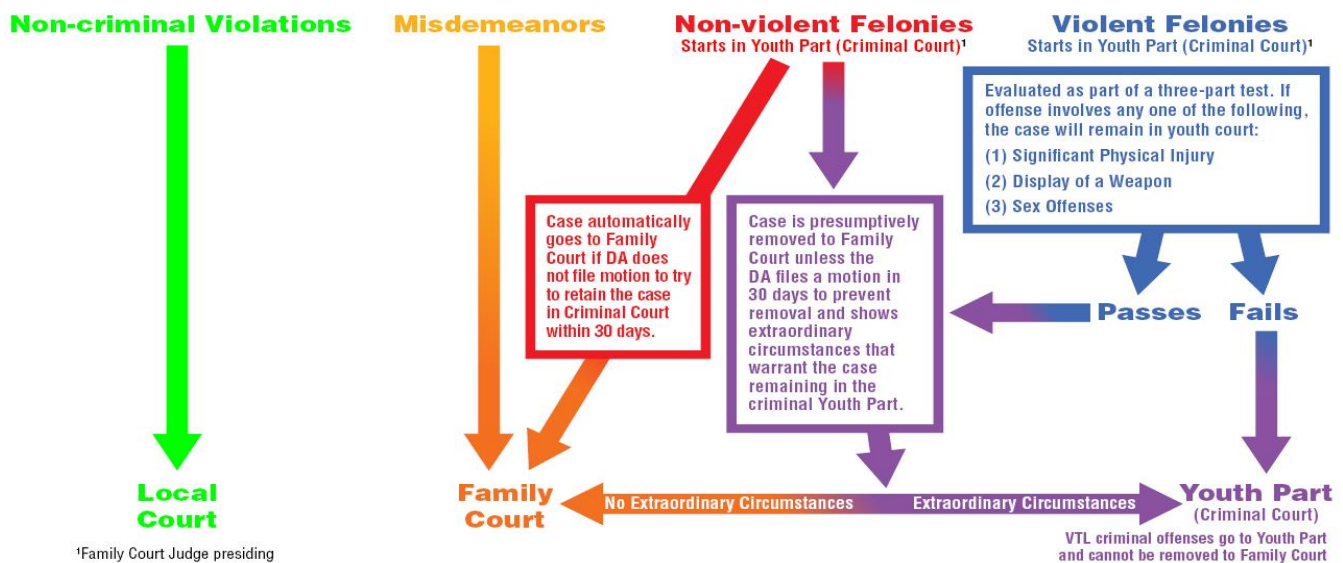 Non-criminal Violations
Misdemeanors
Non-violent Felonies
Starts in Youth Part (Criminal Court)¹
Violent Felonies
Starts in Youth Part (Criminal Court)¹
Evaluated as part of a three-part test. If
offense involves any one of the following,
the case will remain in youth court:
(1) Significant Physical Injury
(2) Display of a Weapon
(3) Sex Offenses
Case automatically
goes to Family
Court if DA does
not file motion to try
to retain the case
in Criminal Court
within 30 days.
Case is presumptively
removed to Family
Court unless the
DA files a motion in
30 days to prevent
removal and shows
extraordinary
circumstances that
warrant the case
remaining in the
criminal Youth Part.
Passes
Fails
Local
Court
Family
Court
No Extraordinary Circumstances
Extraordinary Circumstances
Youth Part
(Criminal Court)
VTL criminal offenses go to Youth Part
and cannot be removed to Family Court
¹Family Court Judge presiding